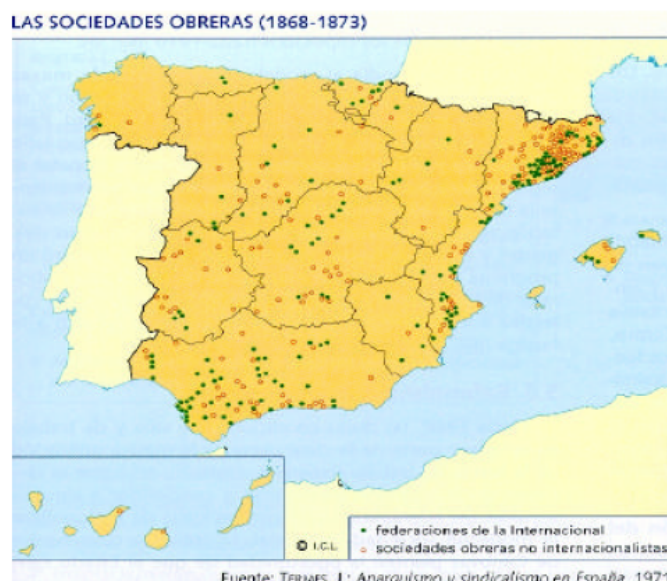 LAS SOCIEDADES OBRERAS (1868-1873)
© I.C.L.
federaciones de la Internacional
sociedades obreras no internacionalistas
Fuente: TERMES, J.: Anarquismo y sindicalismo en España, 1971